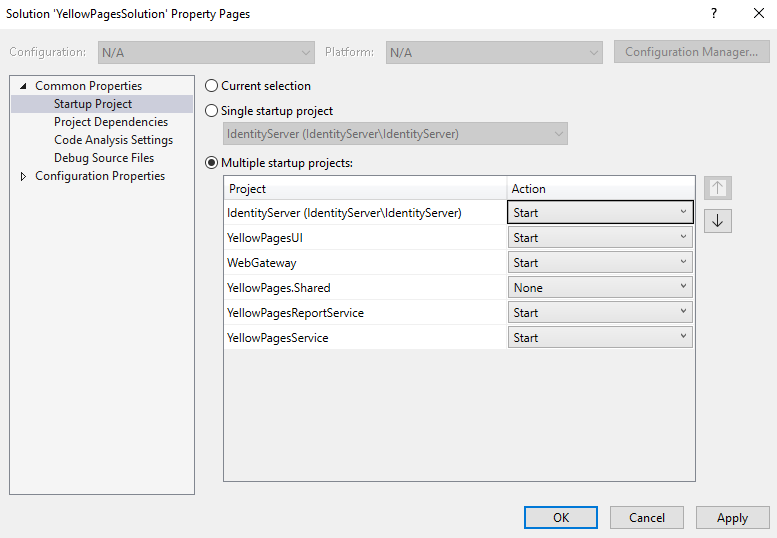 Solution 'YellowPagesSolution' Property Pages
?
Configuration: N/A Platform: N/A Configuration Manager...
Common Properties
Startup Project
Project Dependencies
Code Analysis Settings
Debug Source Files
Configuration Properties
Current selection
Single startup project
IdentityServer (IdentityServer\IdentityServer)
Multiple startup projects:
Project Action
IdentityServer (IdentityServer\IdentityServer) Start
YellowPagesUI Start
WebGateway Start
YellowPages.Shared None
YellowPagesReportService Start
YellowPagesService Start
OK Cancel Apply